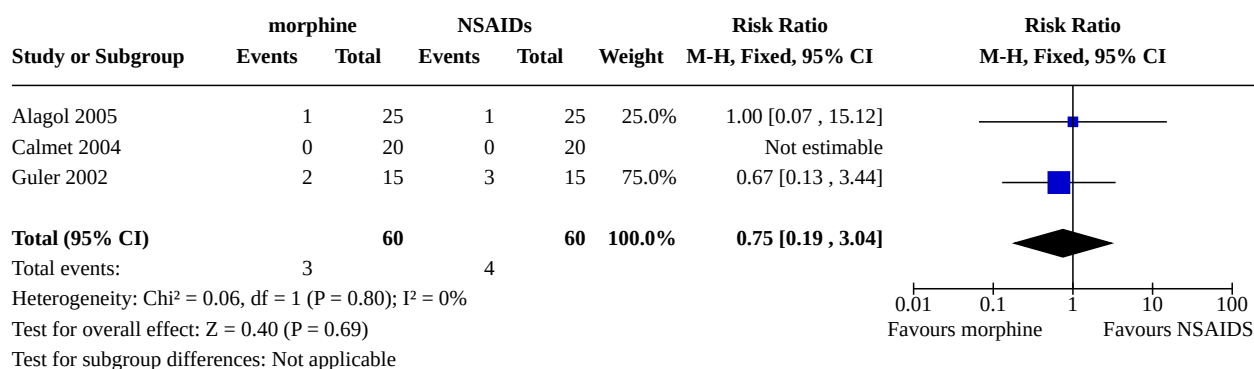 morphine NSAIDs Risk Ratio Risk Ratio
Study or Subgroup Events Total Events Total Weight M-H, Fixed, 95% CI M-H, Fixed, 95% CI
Alagol 2005 1 25 1 25 25.0% 1.00 [0.07 , 15.12]
Calmet 2004 0 20 0 20 Not estimable
Guler 2002 2 15 3 15 75.0% 0.67 [0.13 , 3.44]
Total (95% CI) 60 60 100.0% 0.75 [0.19 , 3.04]
Total events: 3 4
Heterogeneity: Chi² = 0.06, df = 1 (P = 0.80); I² = 0%
0.01 0.1 1 10 100
Test for overall effect: Z = 0.40 (P = 0.69) Favours morphine Favours NSAIDS
Test for subgroup differences: Not applicable